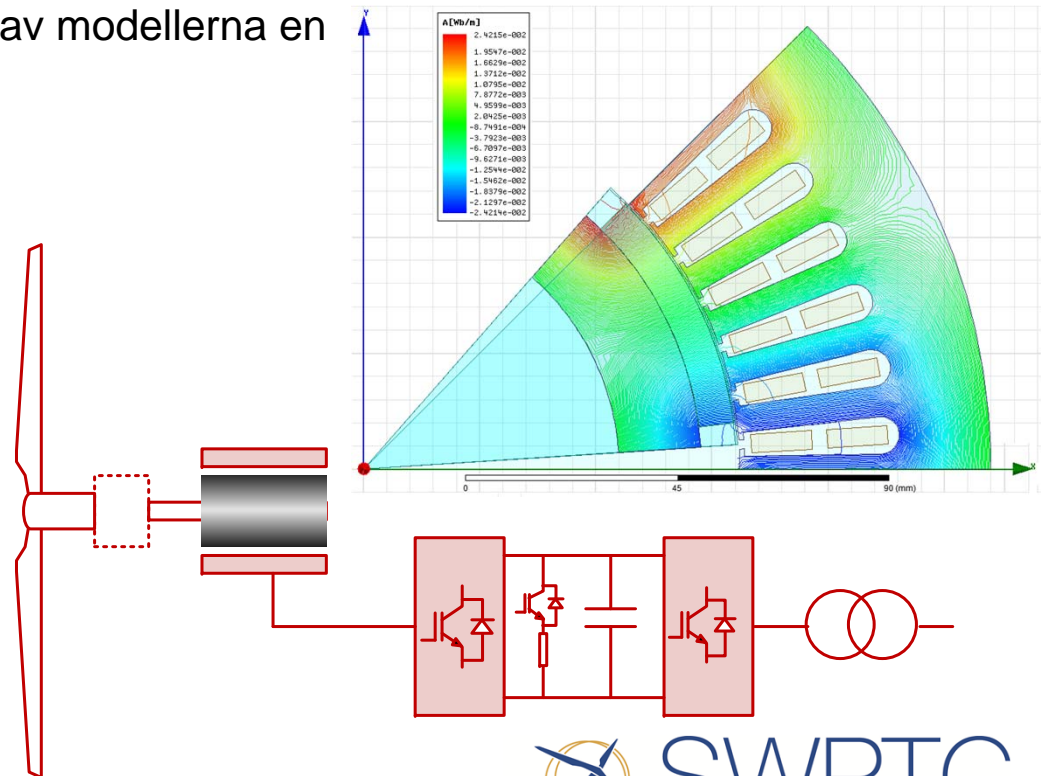 av modellerna en
Y
A[Wb/m]
2.4215e-002
1.9547e-002
1.6629e-002
1.3712e-002
1.0795e-002
7.8772e-003
4.9599e-003
2.0425e-003
-8.7491e-004
-3.7923e-003
-6.7097e-003
-9.6271e-003
-1.2544e-002
-1.5462e-002
-1.8379e-002
-2.1297e-002
-2.4214e-002
X
0 45 90 (mm)
SWPTC